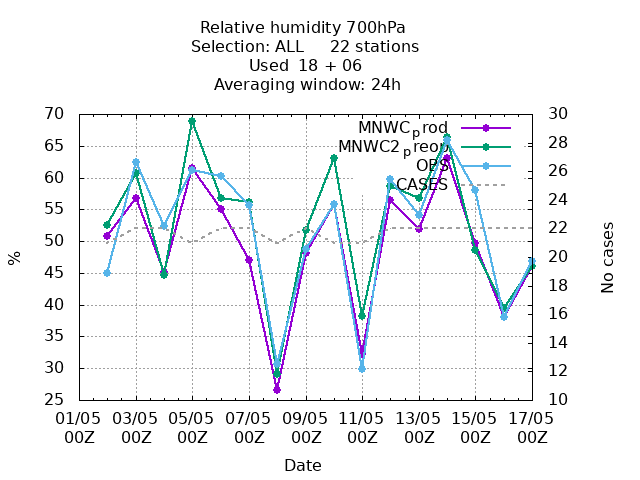 Relative humidity 700hPa
Selection: ALL 22 stations
Used 18 + 06
Averaging window: 24h
70 30
MNWCprod
65 28
MNWC2preop
OBS
26
60
CASES
24
55
22
50
20
45
18
40
16
35
14
30
12
25 10
%
No cases
01/05 03/05 05/05 07/05 09/05 11/05 13/05 15/05 17/05
00Z 00Z 00Z 00Z 00Z 00Z 00Z 00Z 00Z
Date